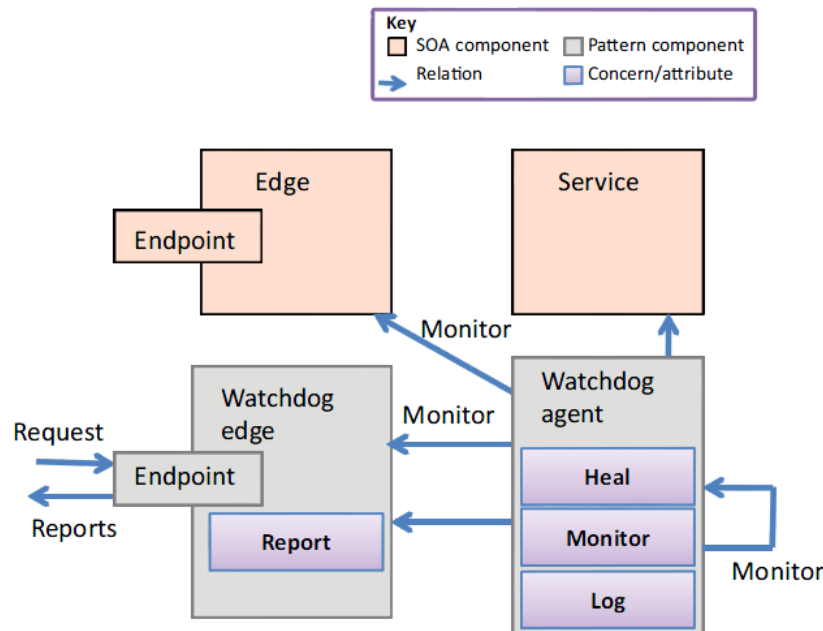 Key
SOA component
Pattern component
Relation
Concern/attribute
Edge
Service
Endpoint
Monitor
Watchdog
edge
Monitor
Watchdog
agent
Request
Endpoint
Heal
Reports
Report
Monitor
Monitor
Log